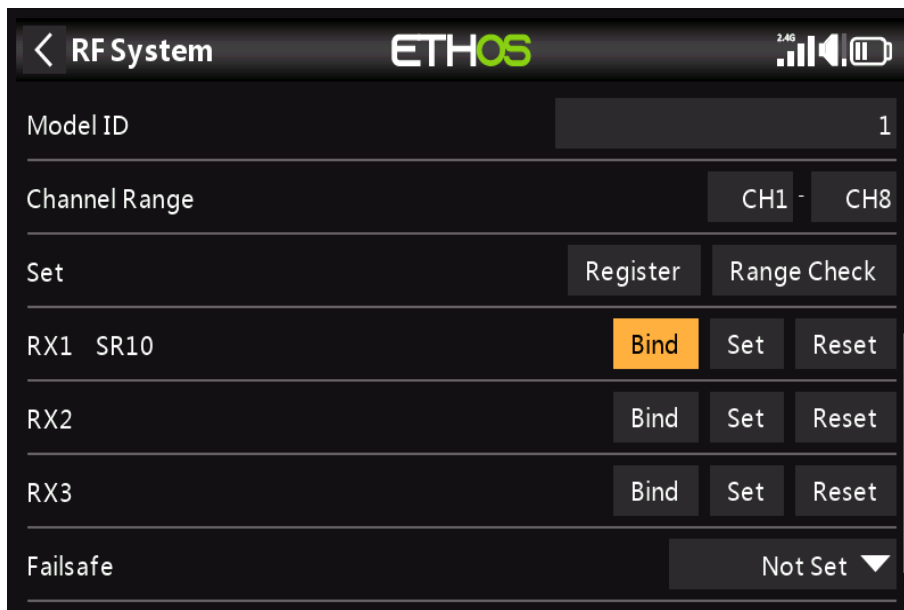 RF System ETHOS 2.4G
Model ID 1
Channel Range CH1 - CH8
Set Register Range Check
RX1 SR10 Bind Set Reset
RX2 Bind Set Reset
RX3 Bind Set Reset
Failsafe Not Set